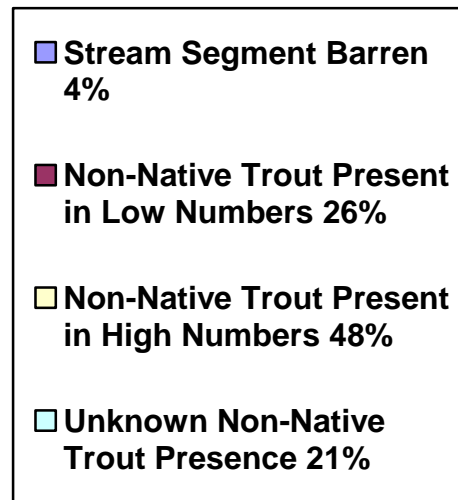 Stream Segment Barren
4%
Non-Native Trout Present
in Low Numbers 26%
Non-Native Trout Present
in High Numbers 48%
Unknown Non-Native
Trout Presence 21%